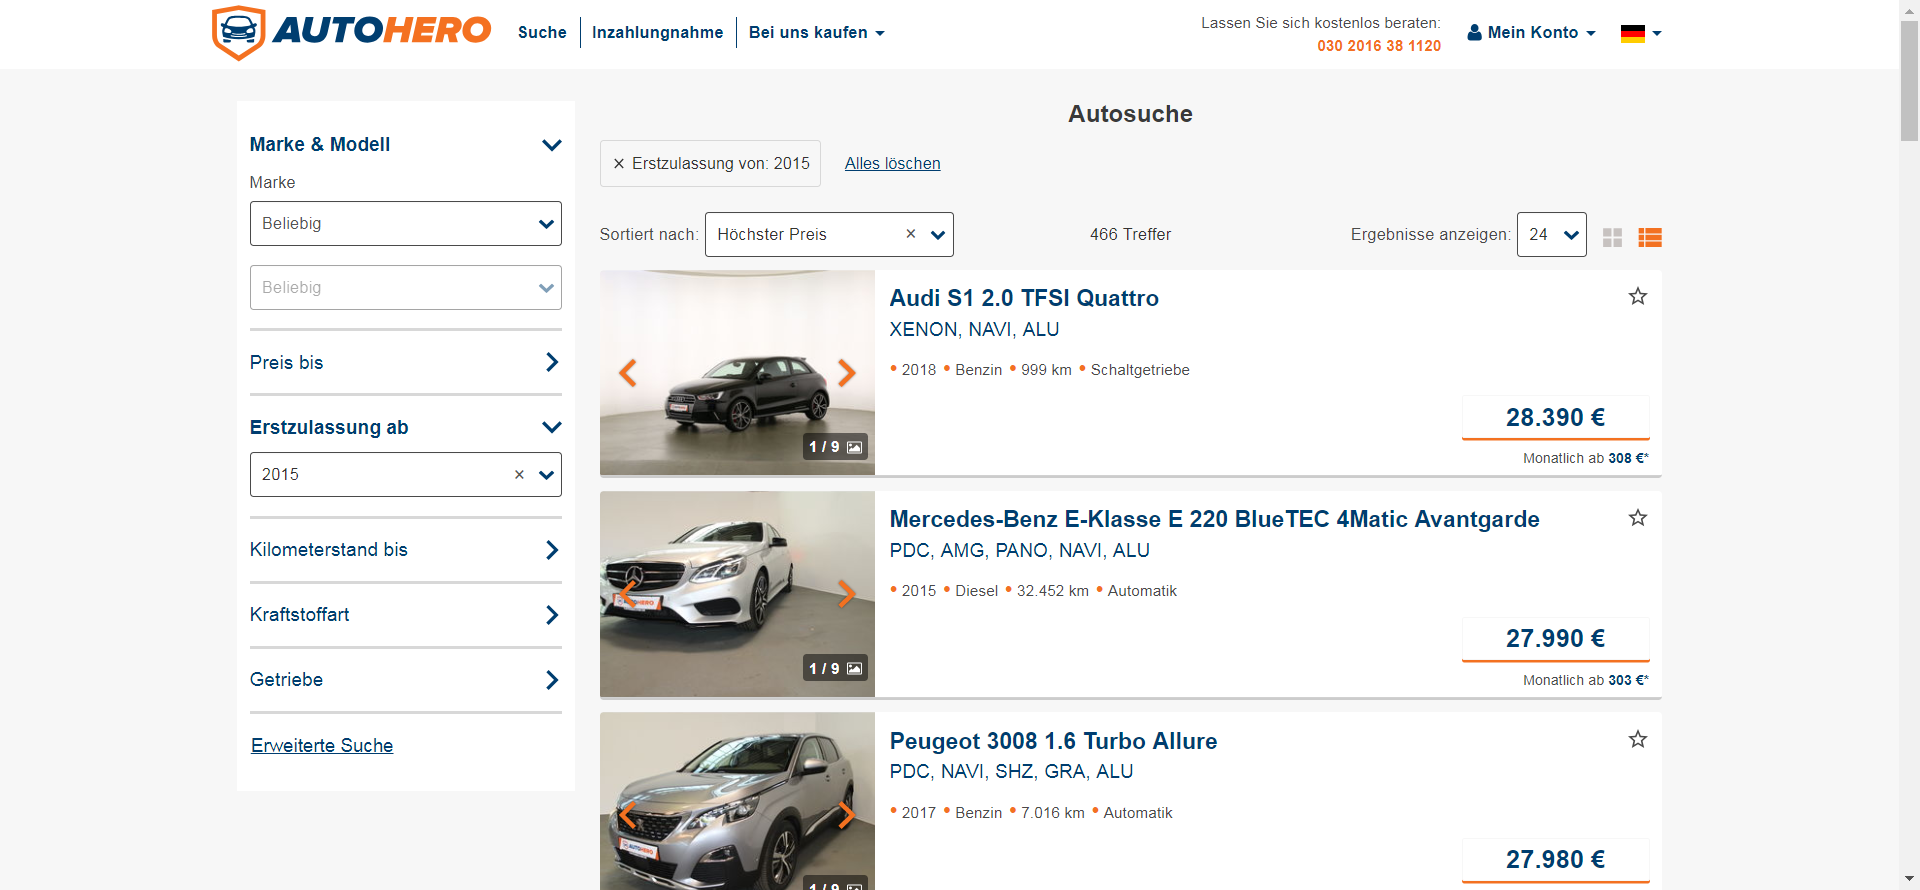 AUTOHERO
Suche
Inzahlungnahme
Bei uns kaufen
Lassen Sie sich kostenlos beraten:
030 2016 38 1120
Mein Konto
Marke & Modell
Marke
Beliebig
Beliebig
Preis bis
Erstzulassung ab
2015 ×
Kilometerstand bis
Kraftstoffart
Getriebe
Erweiterte Suche
Autosuche
× Erstzulassung von: 2015
Alles löschen
Sortiert nach: Höchster Preis ×
466 Treffer
Ergebnisse anzeigen: 24
1 / 9
Audi S1 2.0 TFSI Quattro
XENON, NAVI, ALU
• 2018 • Benzin • 999 km • Schaltgetriebe
28.390 €
Monatlich ab 308 €*
AUTOHERO
1 / 9
Mercedes-Benz E-Klasse E 220 BlueTEC 4Matic Avantgarde
PDC, AMG, PANO, NAVI, ALU
• 2015 • Diesel • 32.452 km • Automatik
27.990 €
Monatlich ab 303 €*
AUTOHERO
1 / 9
Peugeot 3008 1.6 Turbo Allure
PDC, NAVI, SHZ, GRA, ALU
• 2017 • Benzin • 7.016 km • Automatik
27.980 €